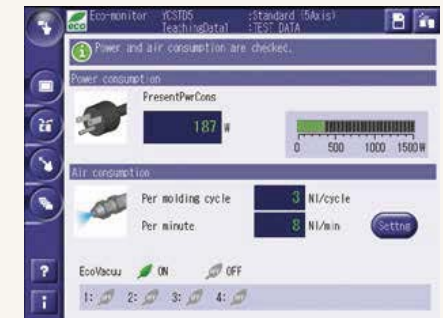 eco Eco-monitor YCSTD5 :Standard (5Axis)
TeachingData1 :TEST DATA
Power and air consumption are checked.
Power consumption
PresentPwrCons
187 W
0 500 1000 1500 W
Air consumption
Per molding cycle 3 Nl/cycle
Per minute 8 Nl/min Settng
EcoVacuu ON OFF
1: 2: 3: 4:
?
i